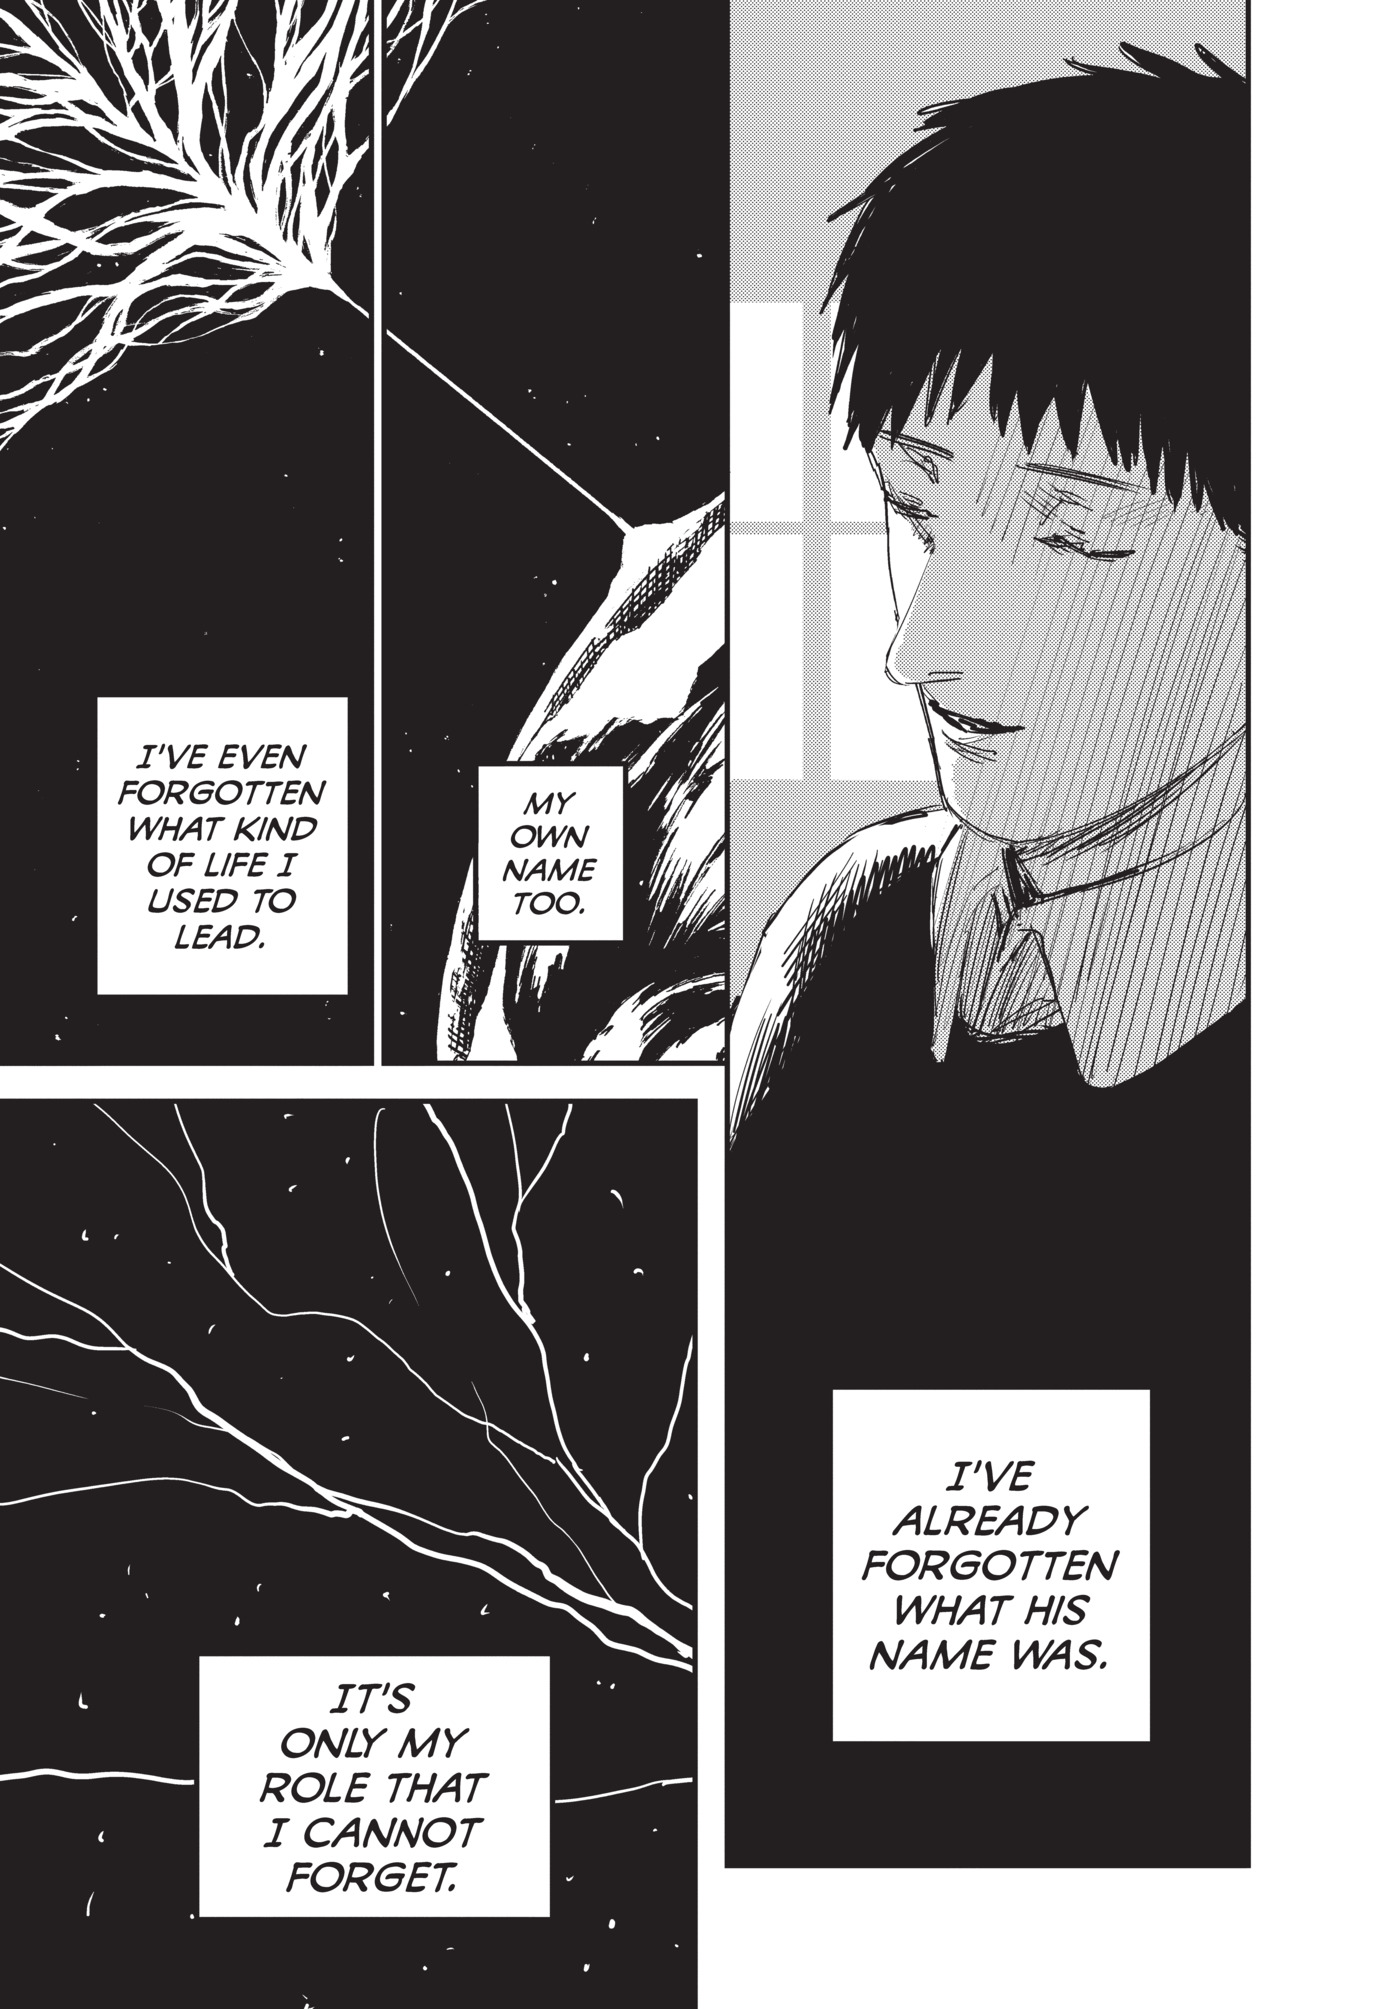 I'VE
ALREADY
FORGOTTEN
WHAT HIS
NAME WAS.
MY
OWN
NAME
TOO.
I'VE EVEN
FORGOTTEN
WHAT KIND
OF LIFE I
USED TO
LEAD.
IT'S
ONLY MY
ROLE THAT
I CANNOT
FORGET.